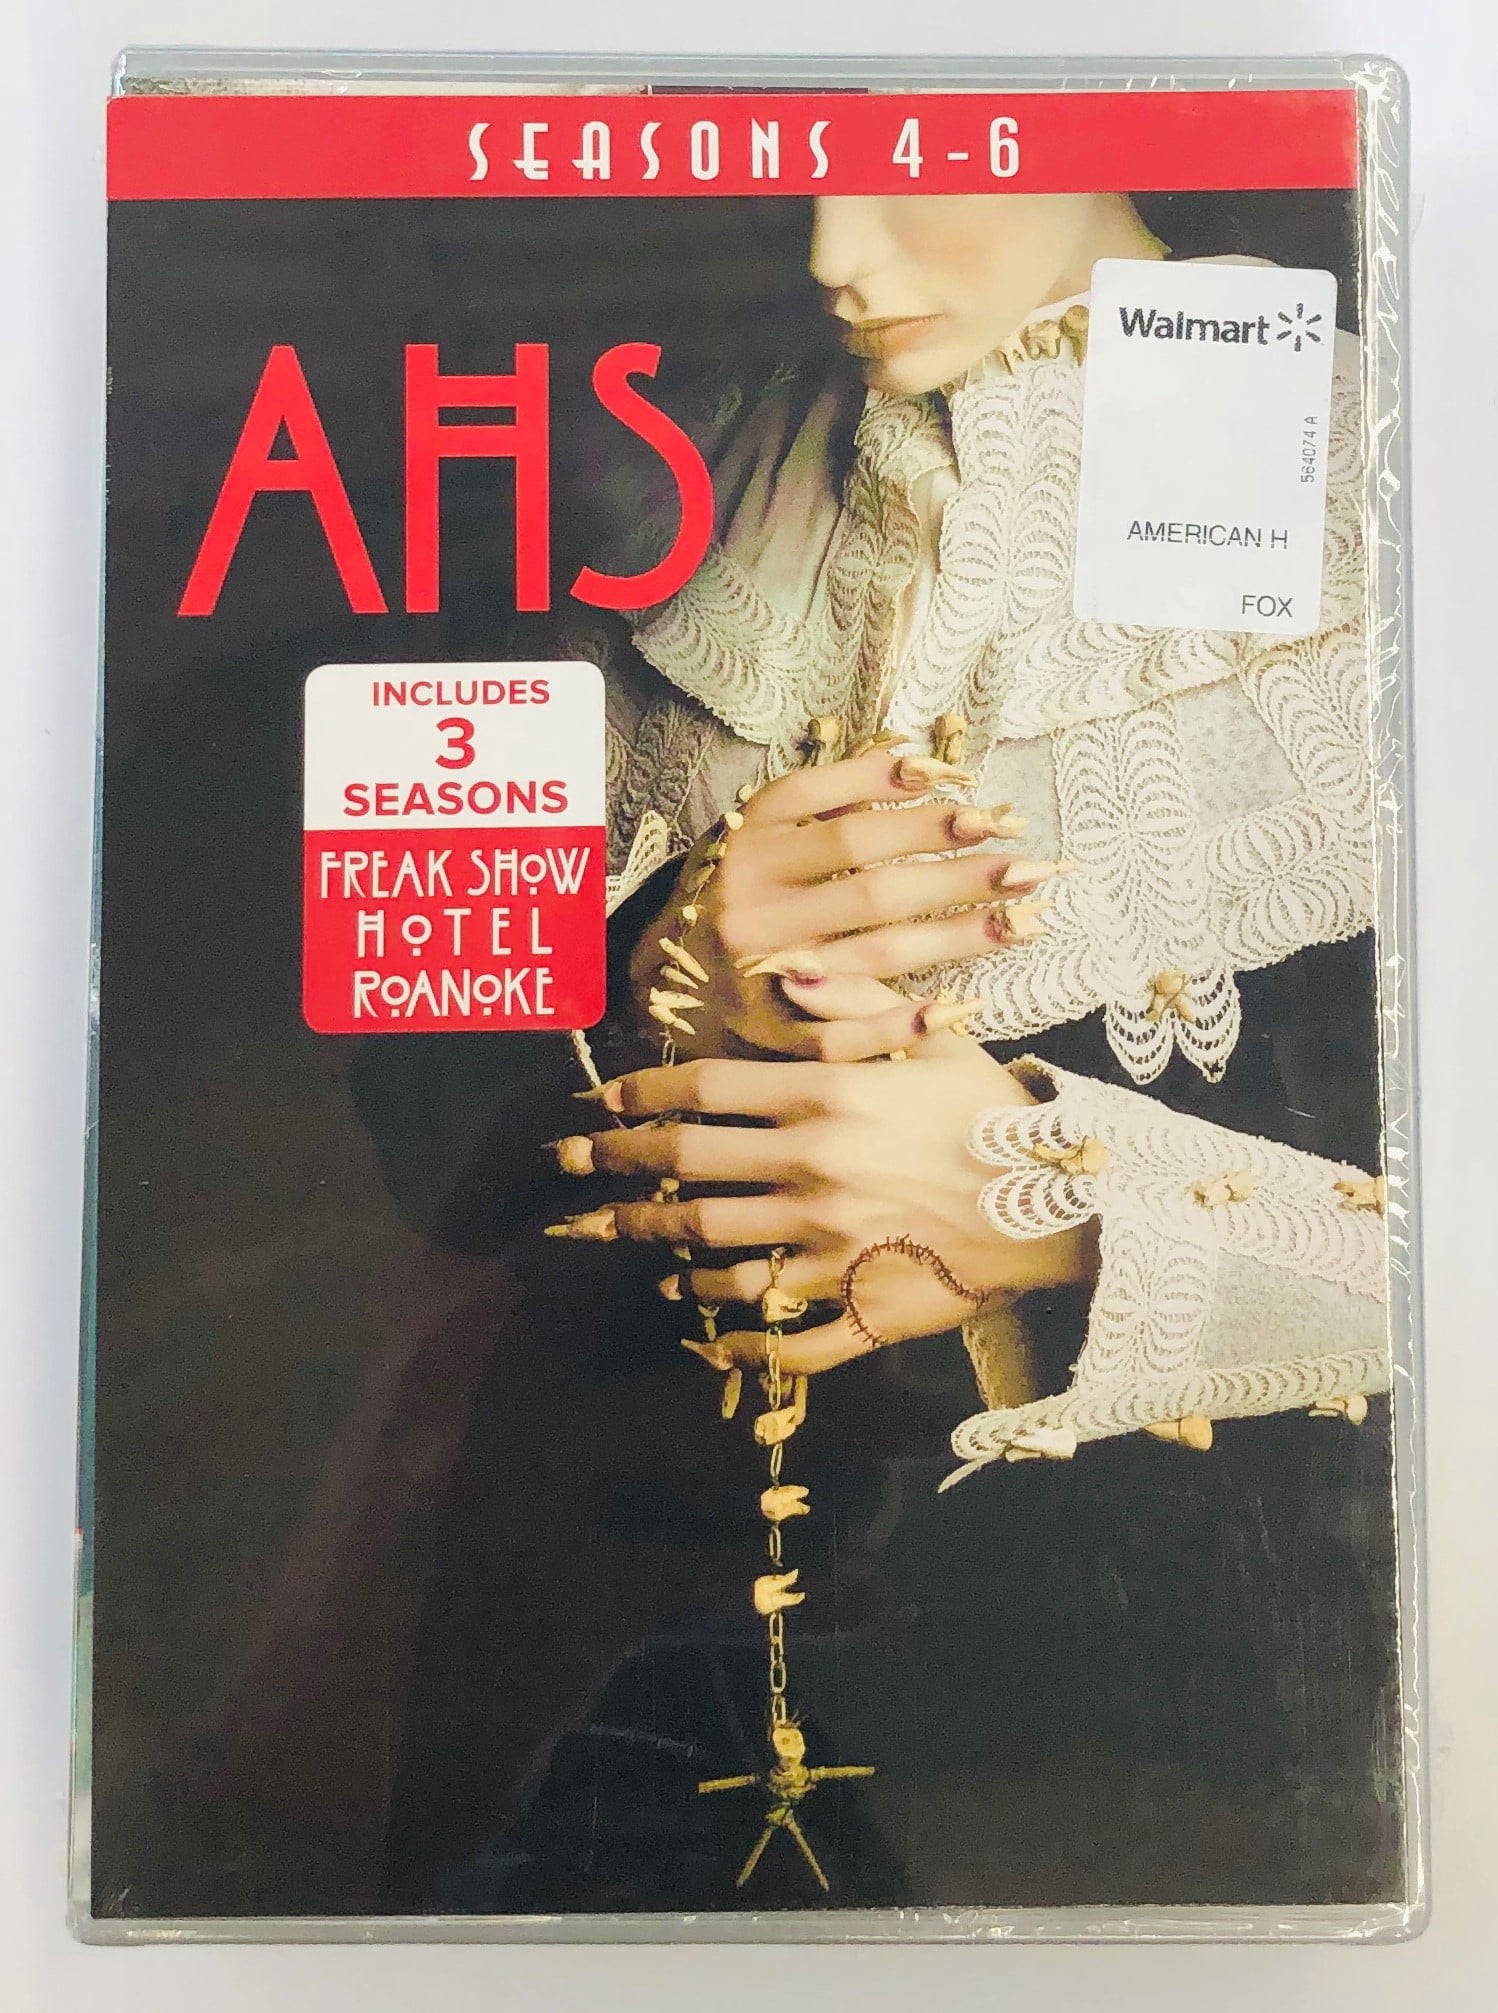 SEASONS 4-6
AHS
Walmart
564074 A
AMERICAN H
FOX
INCLUDES
3
SEASONS
FREAK SHOW
HOTEL
ROANOKE